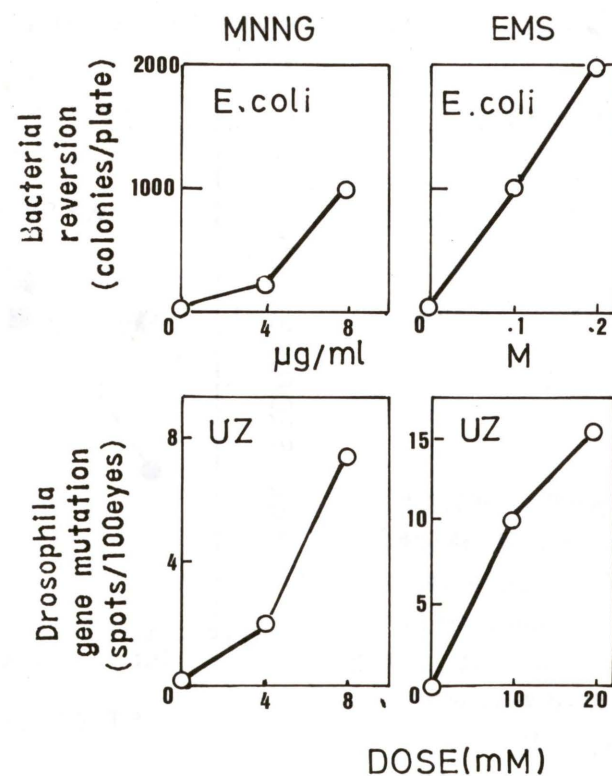 MNNG EMS
Bacterial
reversion
(colonies/plate)
2000
1000
0
E.coli
4 8
µg/ml
E.coli
0 .1 .2
M
Drosophila
gene mutation
(spots/100eyes)
8
4
0
UZ
4 8
15
10
5
0
UZ
10 20
DOSE(mM)